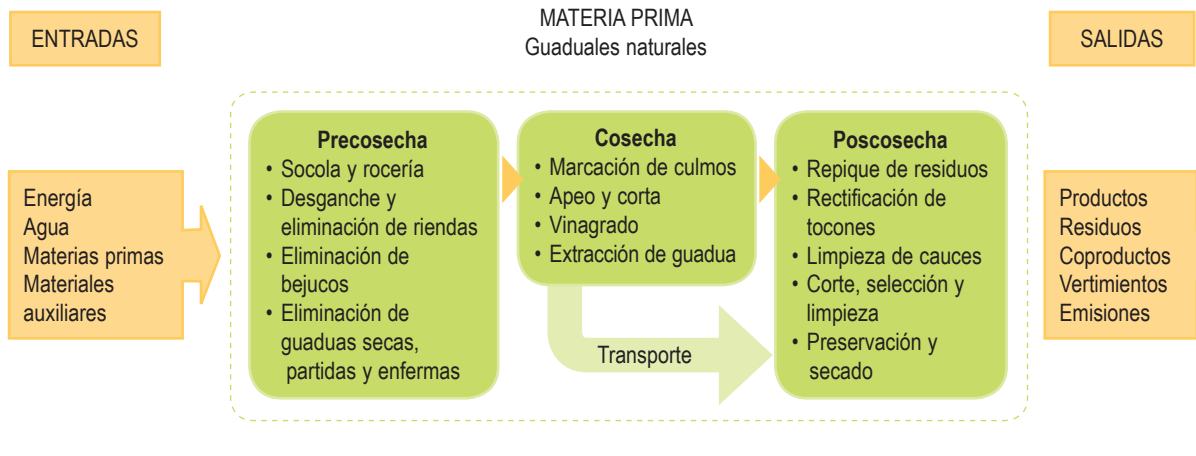 ENTRADAS
MATERIA PRIMA
Guaduales naturales
SALIDAS
Energía
Agua
Materias primas
Materiales
auxiliares
Precosecha
• Socola y rocería
• Desganche y
eliminación de riendas
• Eliminación de
bejucos
• Eliminación de
guaduas secas,
partidas y enfermas
Cosecha
• Marcación de culmos
• Apeo y corta
• Vinagrado
• Extracción de guadua
Transporte
Poscosecha
• Repique de residuos
• Rectificación de
tocones
• Limpieza de cauces
• Corte, selección y
limpieza
• Preservación y
secado
Productos
Residuos
Coproductos
Vertimientos
Emisiones